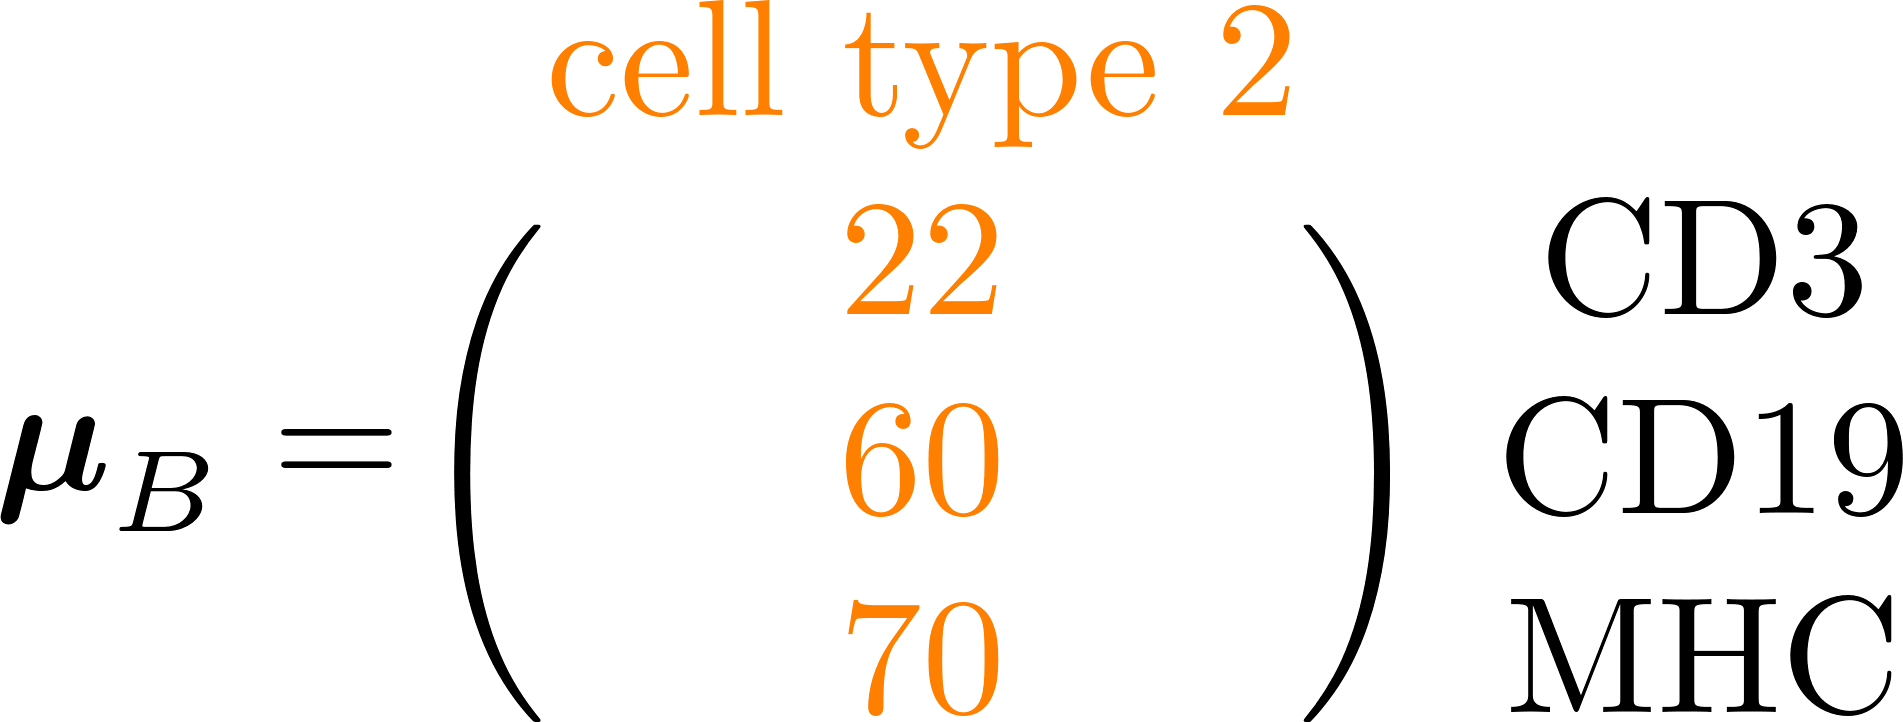 cell type 2
22 CD3
μ_B = ( 60 ) CD19
70 MHC